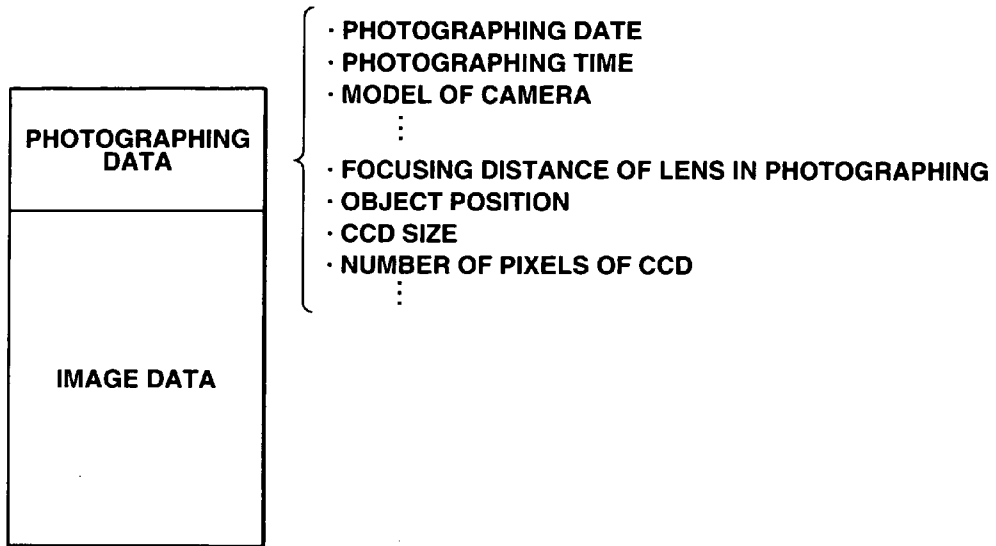 PHOTOGRAPHING
DATA
IMAGE DATA
· PHOTOGRAPHING DATE
· PHOTOGRAPHING TIME
· MODEL OF CAMERA
⋮
· FOCUSING DISTANCE OF LENS IN PHOTOGRAPHING
· OBJECT POSITION
· CCD SIZE
· NUMBER OF PIXELS OF CCD
⋮